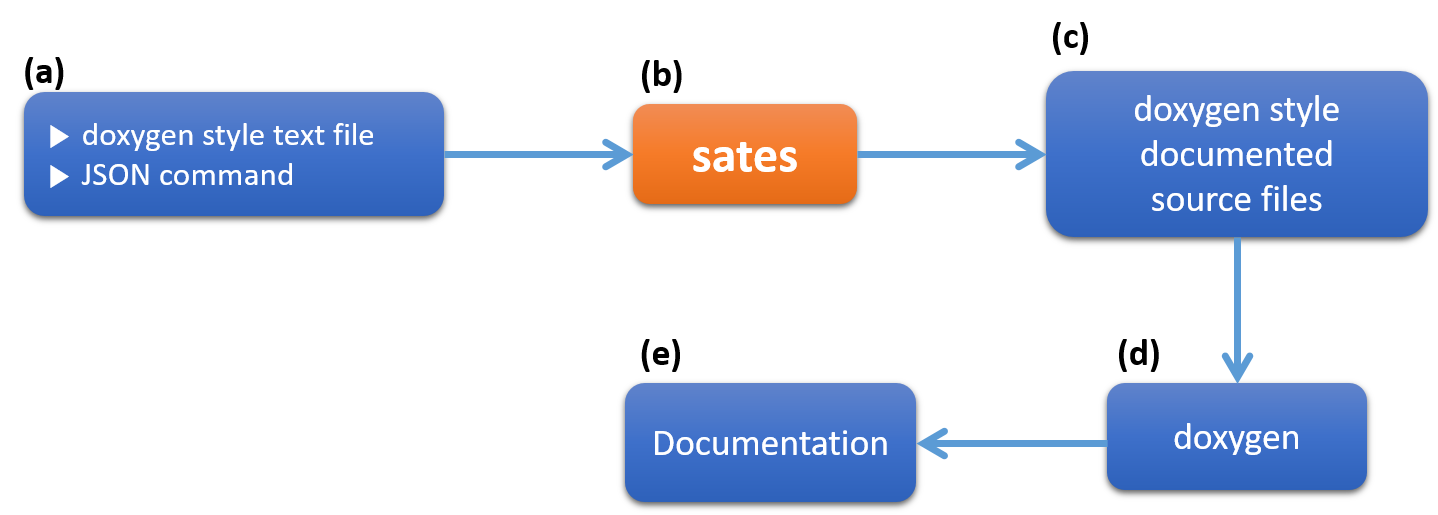 (a)
▶ doxygen style text file
▶ JSON command
(b)
sates
(c)
doxygen style
documented
source files
(d)
doxygen
(e)
Documentation